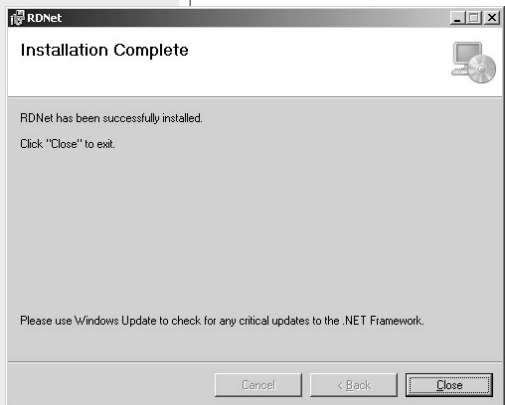 RDNet
Installation Complete
RDNet has been successfully installed.
Click "Close" to exit.
Please use Windows Update to check for any critical updates to the .NET Framework.
Cancel < Back Close